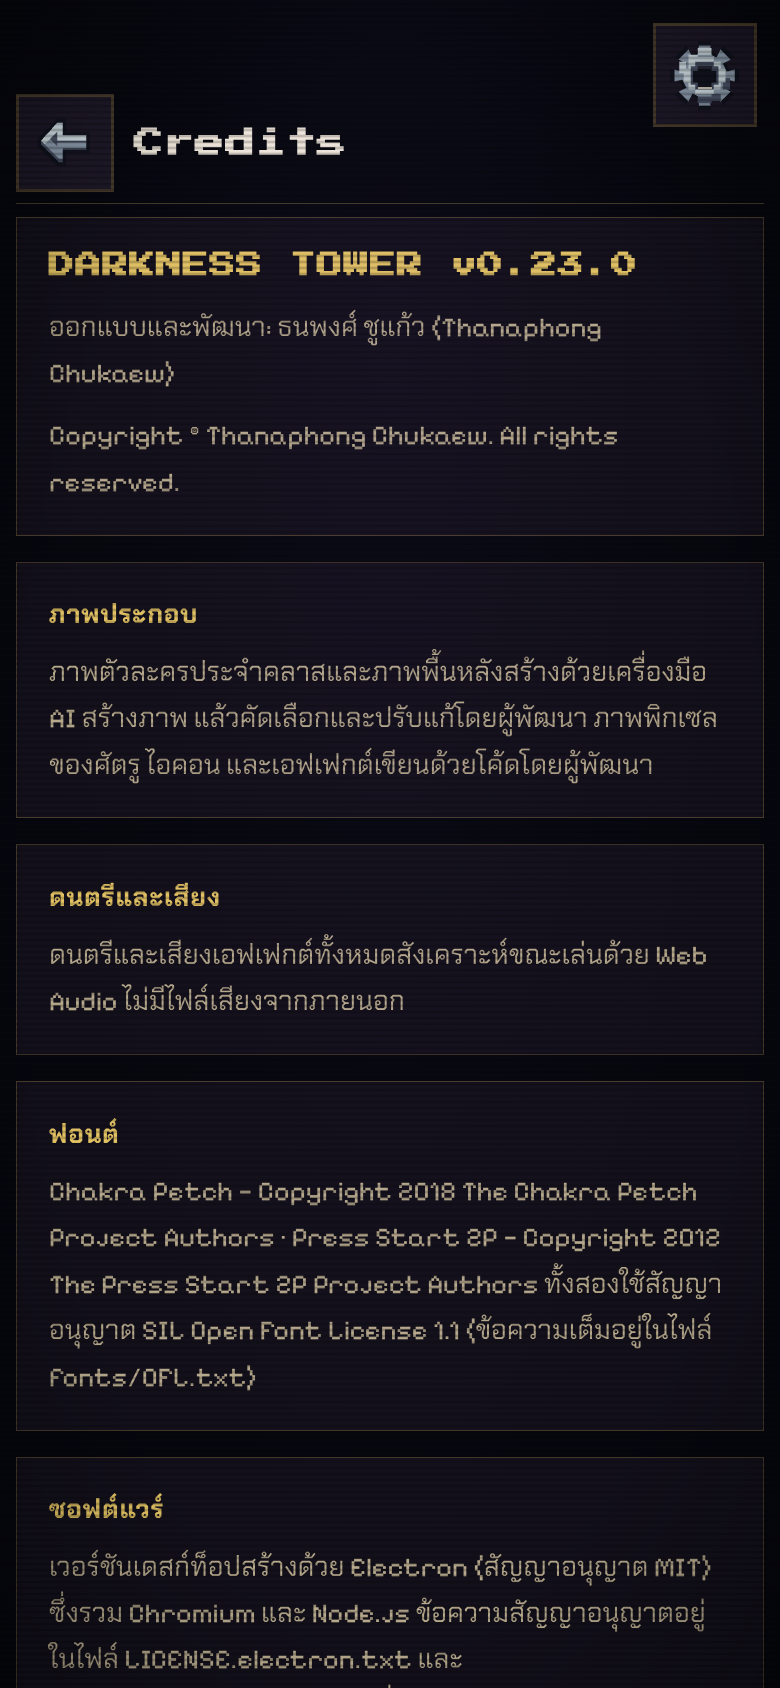 Credits
DARKNESS TOWER v0.23.0
ออกแบบและพัฒนา: ธนพงศ์ ชูแก้ว (Thanaphong
Chukaew)
Copyright © Thanaphong Chukaew. All rights
reserved.
ภาพประกอบ
ภาพตัวละครประจำคลาสและภาพพื้นหลังสร้างด้วยเครื่องมือ
AI สร้างภาพ แล้วคัดเลือกและปรับแก้โดยผู้พัฒนา ภาพพิกเซล
ของศัตรู ไอคอน และเอฟเฟกต์เขียนด้วยโค้ดโดยผู้พัฒนา
ดนตรีและเสียง
ดนตรีและเสียงเอฟเฟกต์ทั้งหมดสังเคราะห์ขณะเล่นด้วย Web
Audio ไม่มีไฟล์เสียงจากภายนอก
ฟอนต์
Chakra Petch – Copyright 2018 The Chakra Petch
Project Authors · Press Start 2P – Copyright 2012
The Press Start 2P Project Authors ทั้งสองใช้สัญญา
อนุญาต SIL Open Font License 1.1 (ข้อความเต็มอยู่ในไฟล์
fonts/OFL.txt)
ซอฟต์แวร์
เวอร์ชันเดสก์ท็อปสร้างด้วย Electron (สัญญาอนุญาต MIT)
ซึ่งรวม Chromium และ Node.js ข้อความสัญญาอนุญาตอยู่
ในไฟล์ LICENSE.electron.txt และ